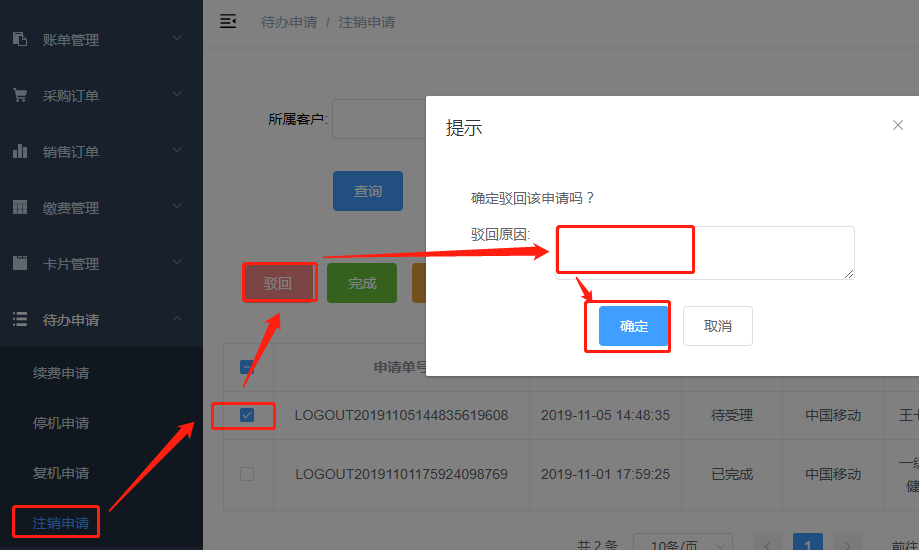 账单管理
采购订单
销售订单
缴费管理
卡片管理
待办申请
续费申请
停机申请
复机申请
注销申请
待办申请 / 注销申请
所属客户:
查询
驳回
完成
提示
确定驳回该申请吗？
驳回原因:
确定
取消
申请单号
LOGOUT20191105144835619608 2019-11-05 14:48:35 待受理 中国移动
LOGOUT20191101175924098769 2019-11-01 17:59:25 已完成 中国移动
共 2 条 10条/页 1 前往